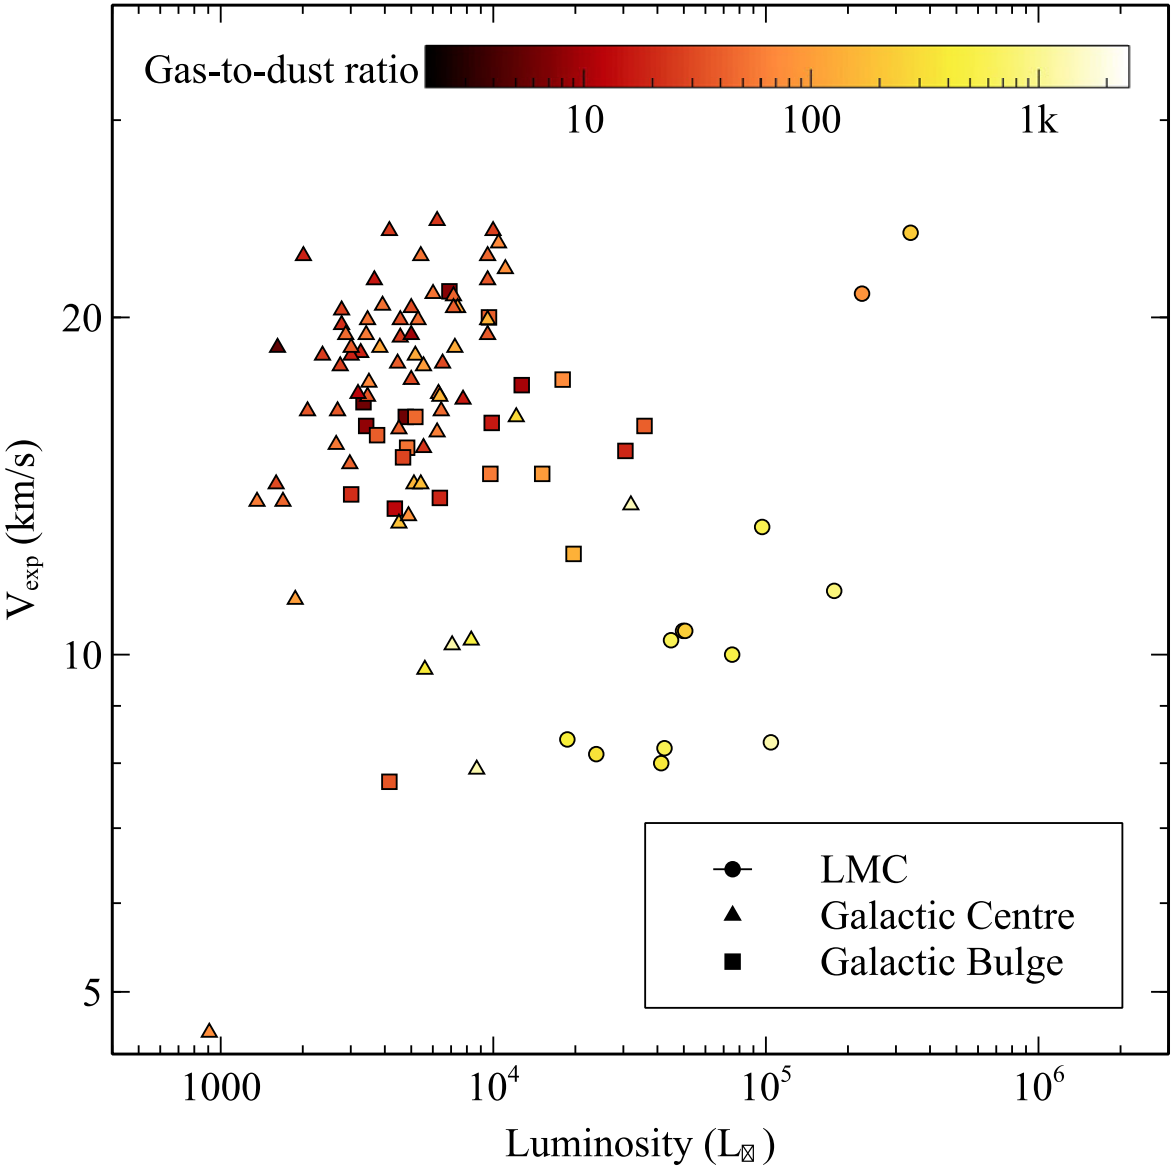 Gas-to-dust ratio
10 100 1k
20
10
5
V_exp (km/s)
1000 10⁴ 10⁵ 10⁶
Luminosity (L )
LMC
Galactic Centre
Galactic Bulge